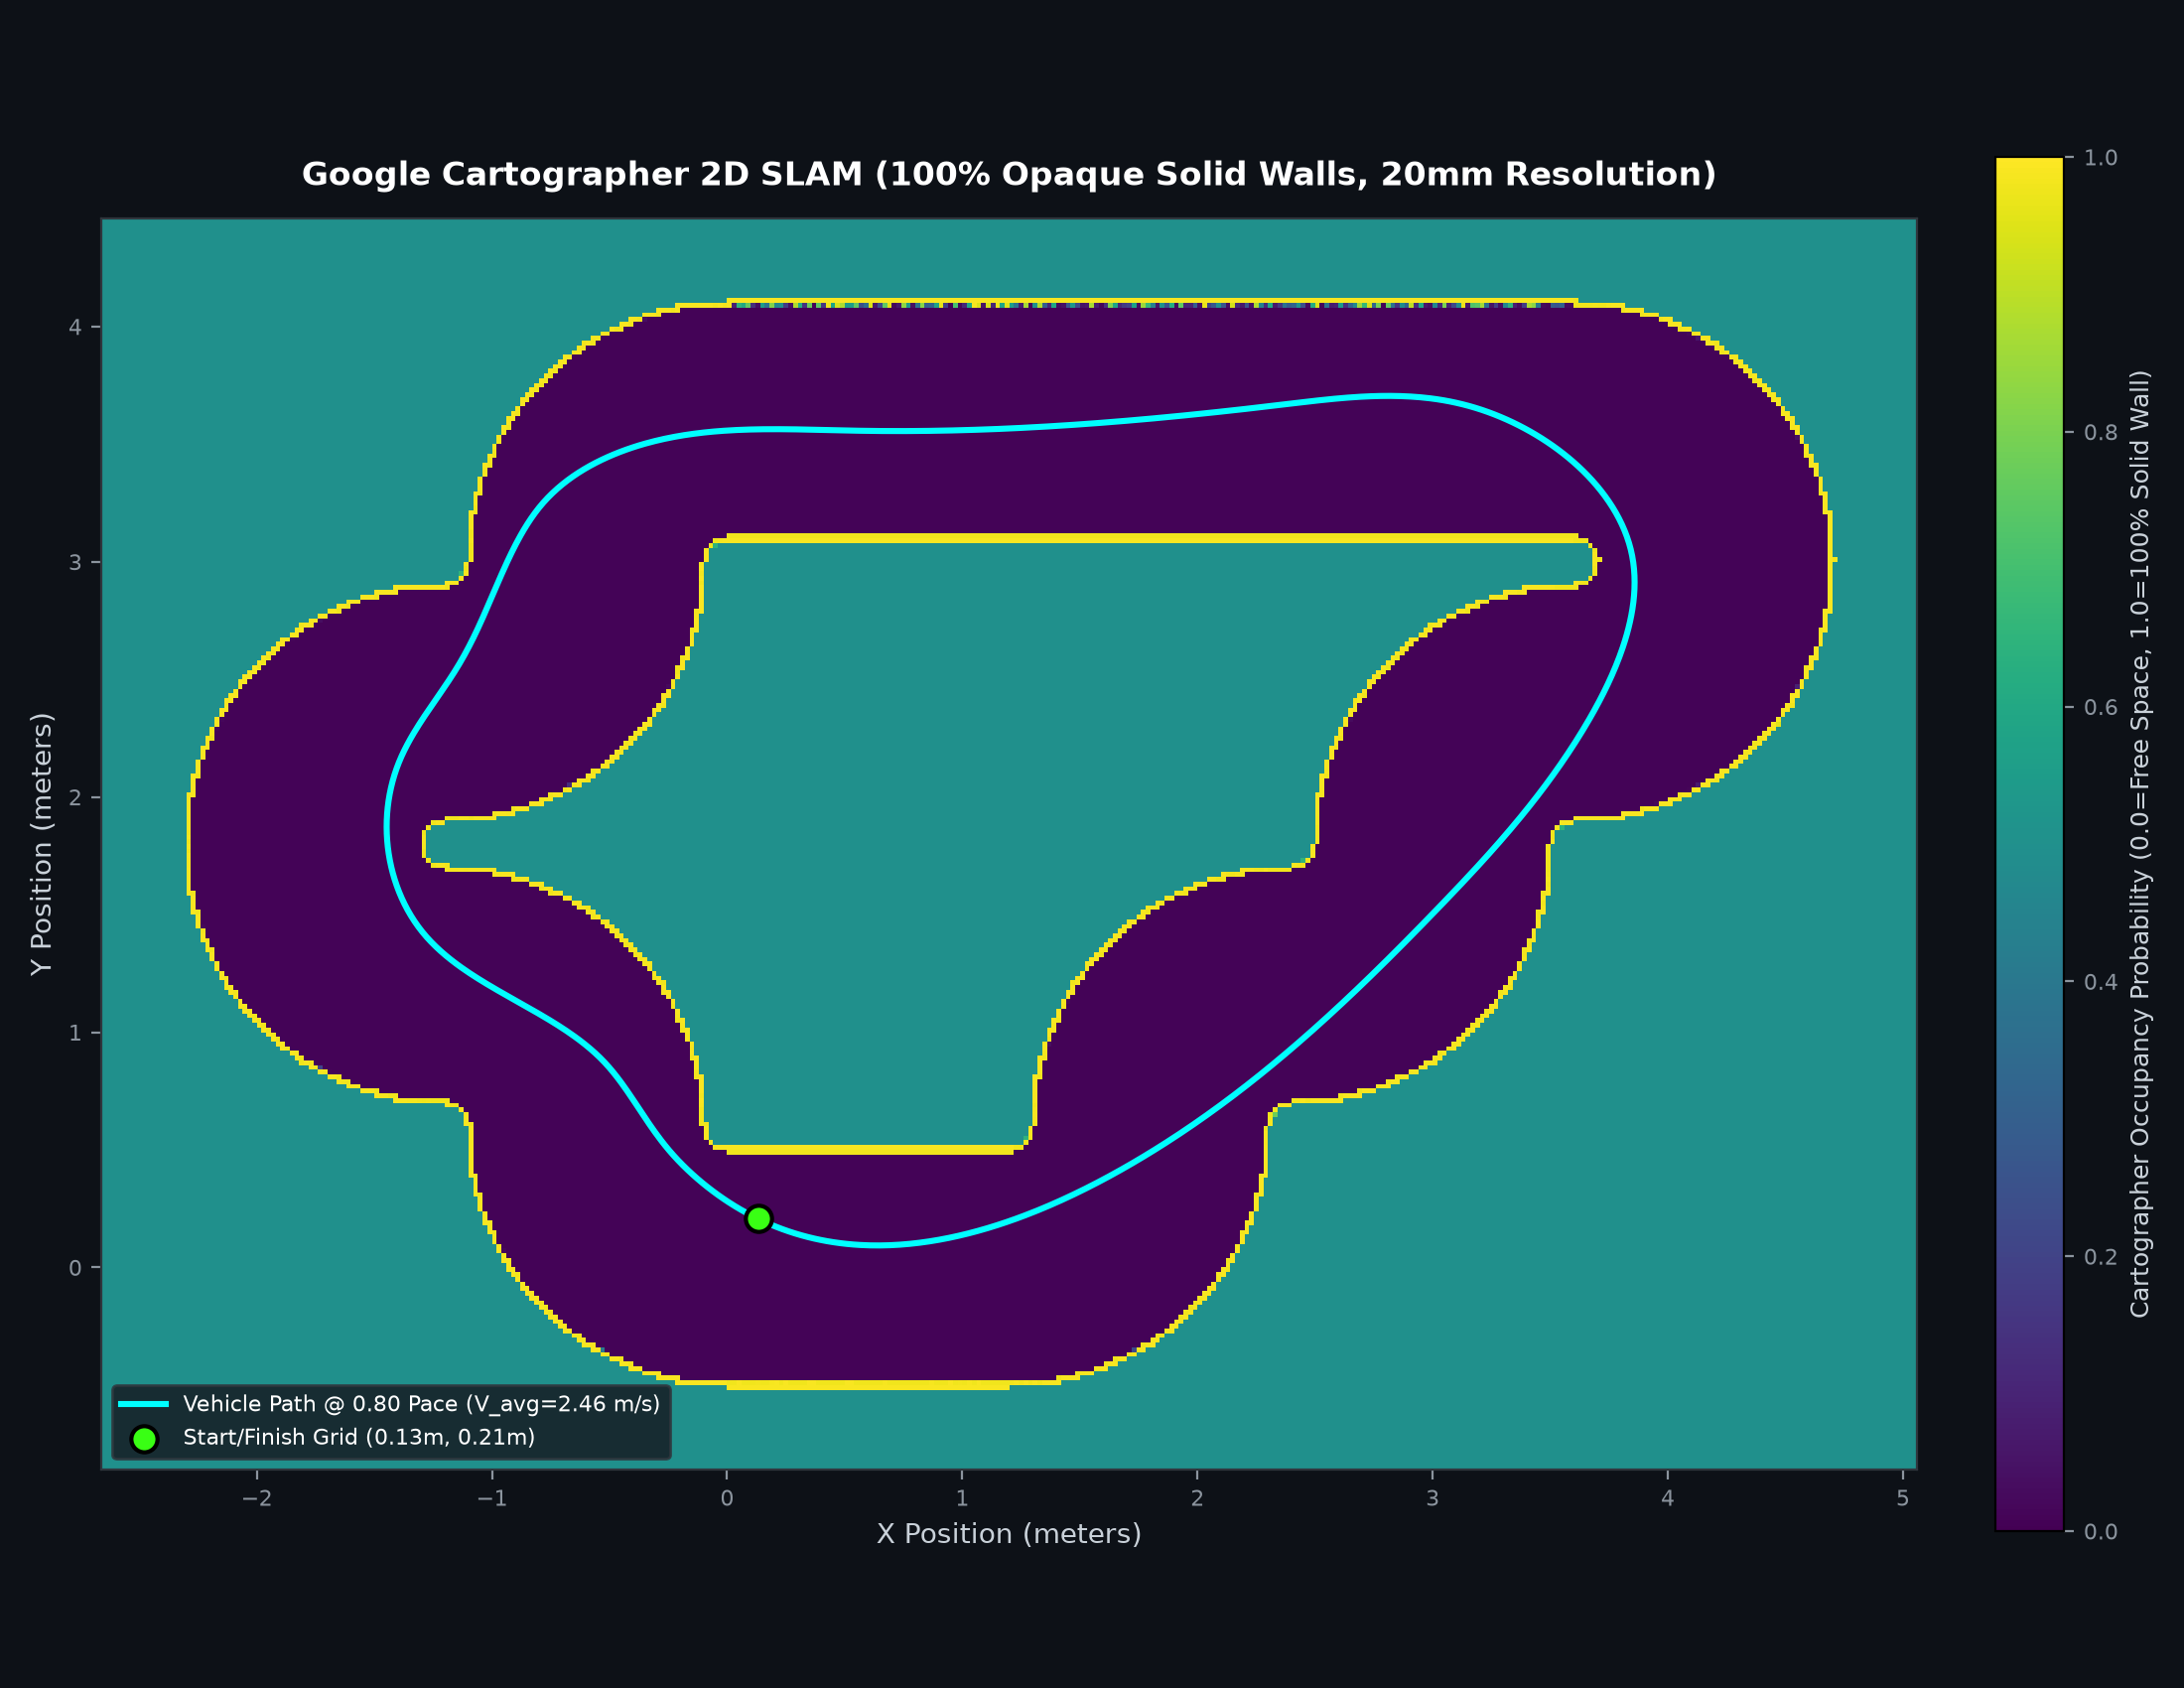 Google Cartographer 2D SLAM (100% Opaque Solid Walls, 20mm Resolution)
1.0
0.8
0.6
0.4
0.2
0.0
Cartographer Occupancy Probability (0.0=Free Space, 1.0=100% Solid Wall)
4
3
2
1
0
Y Position (meters)
Vehicle Path @ 0.80 Pace (V_avg=2.46 m/s)
Start/Finish Grid (0.13m, 0.21m)
−2 −1 0 1 2 3 4 5
X Position (meters)